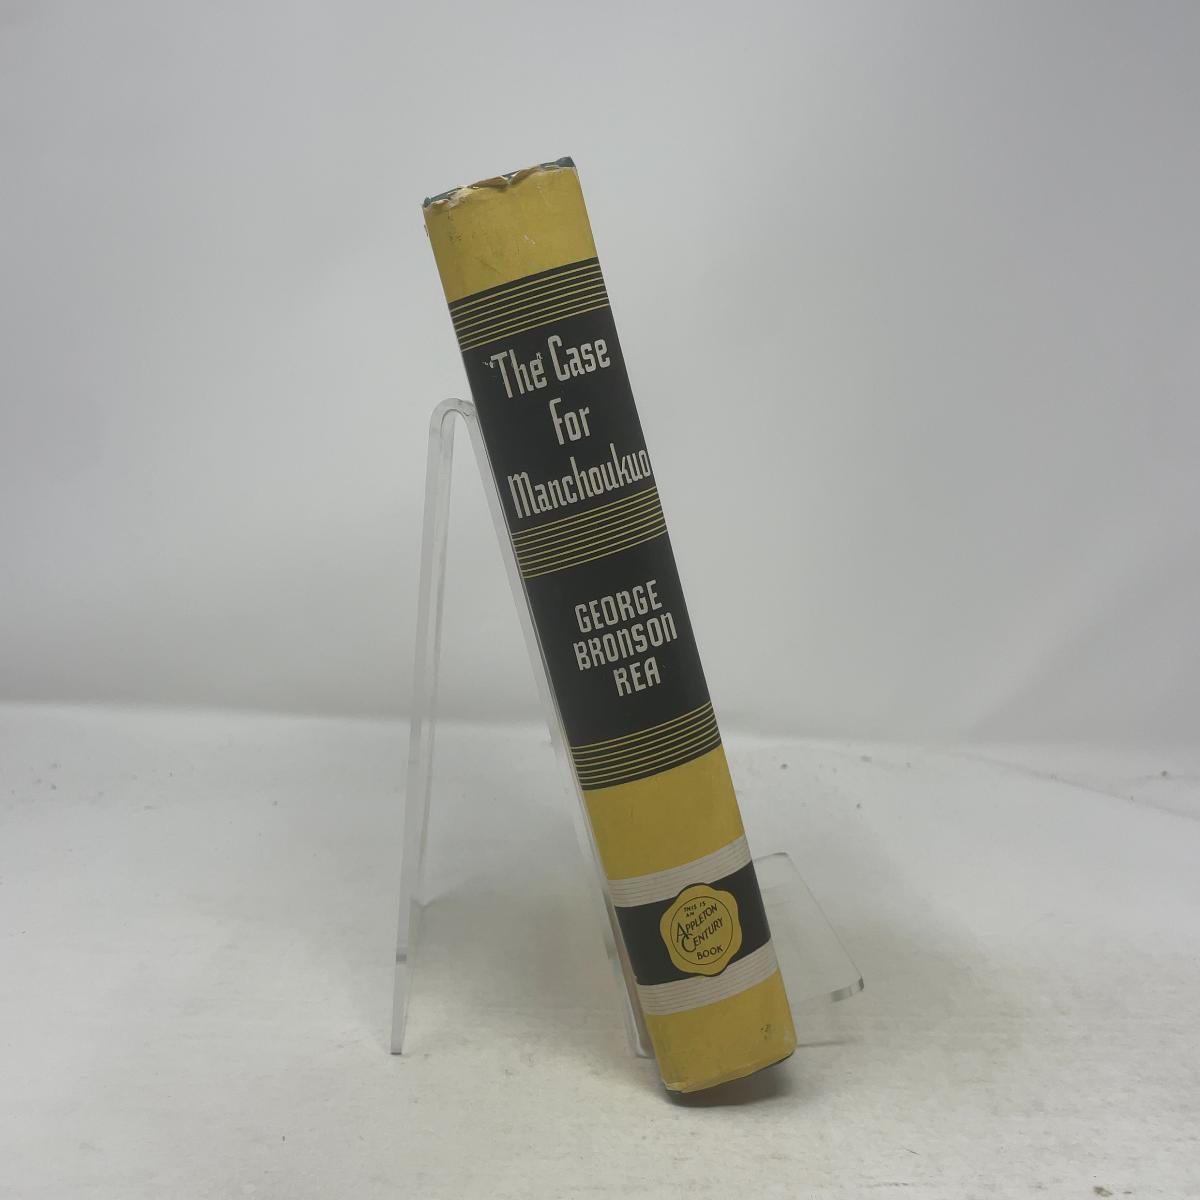 The Case
For
Manchoukuo
GEORGE
BRONSON
REA
THIS IS
AN
APPLETON
CENTURY
BOOK